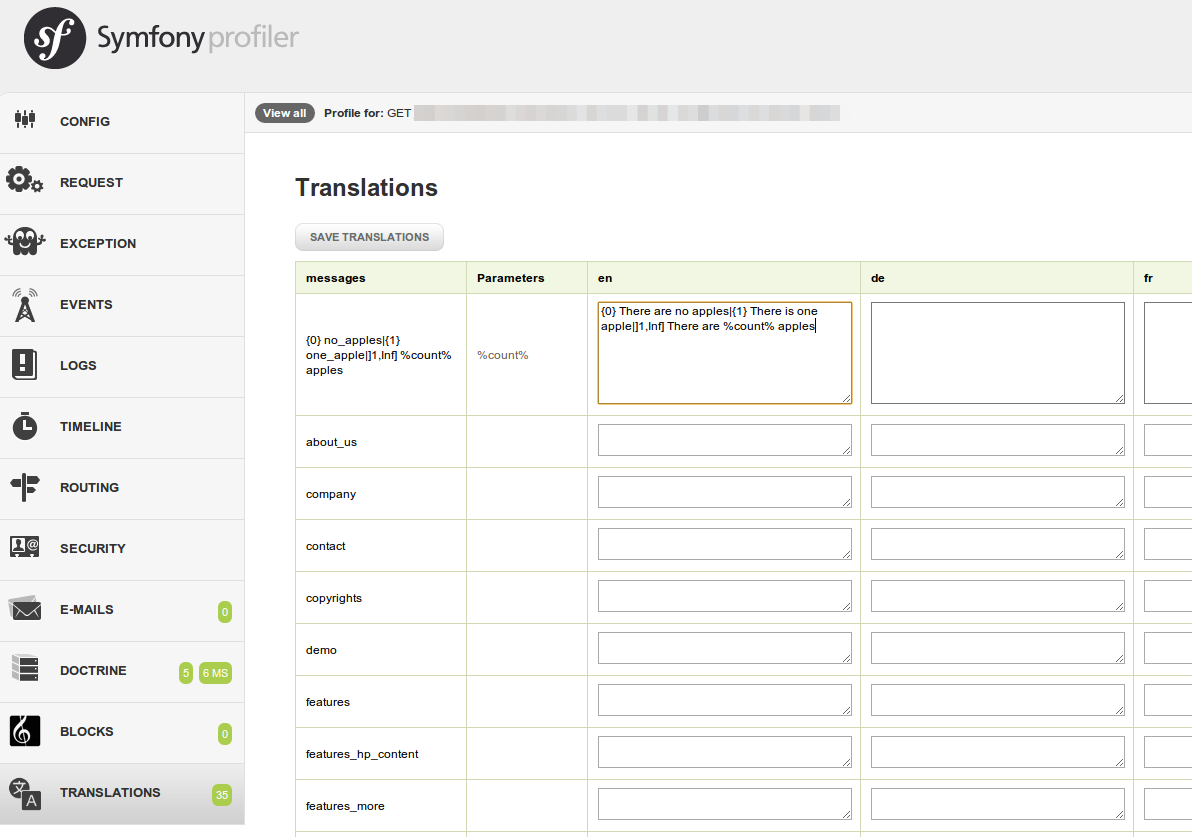 sf Symfony profiler
CONFIG
REQUEST
EXCEPTION
EVENTS
LOGS
TIMELINE
ROUTING
SECURITY
E-MAILS 0
DOCTRINE 5 6 MS
BLOCKS 0
文 A TRANSLATIONS 35
View all Profile for: GET
Translations
SAVE TRANSLATIONS
messages Parameters en de fr
{0} no_apples|{1}
one_apple|]1,Inf] %count%
apples
%count%
{0} There are no apples|{1} There is one
apple|]1,Inf] There are %count% apples
about_us
company
contact
copyrights
demo
features
features_hp_content
features_more